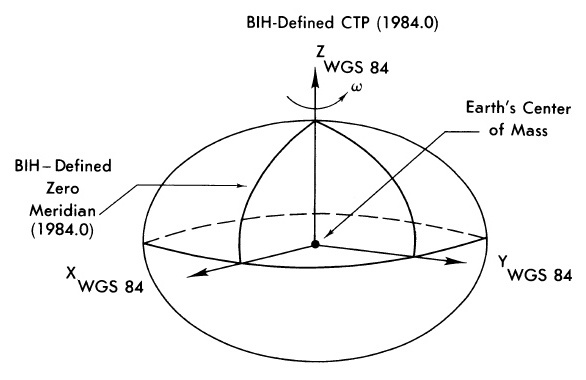 BIH-Defined CTP (1984.0)
Z
WGS 84
ω
Earth's Center
of Mass
BIH-Defined
Zero
Meridian
(1984.0)
X
WGS 84
Y
WGS 84